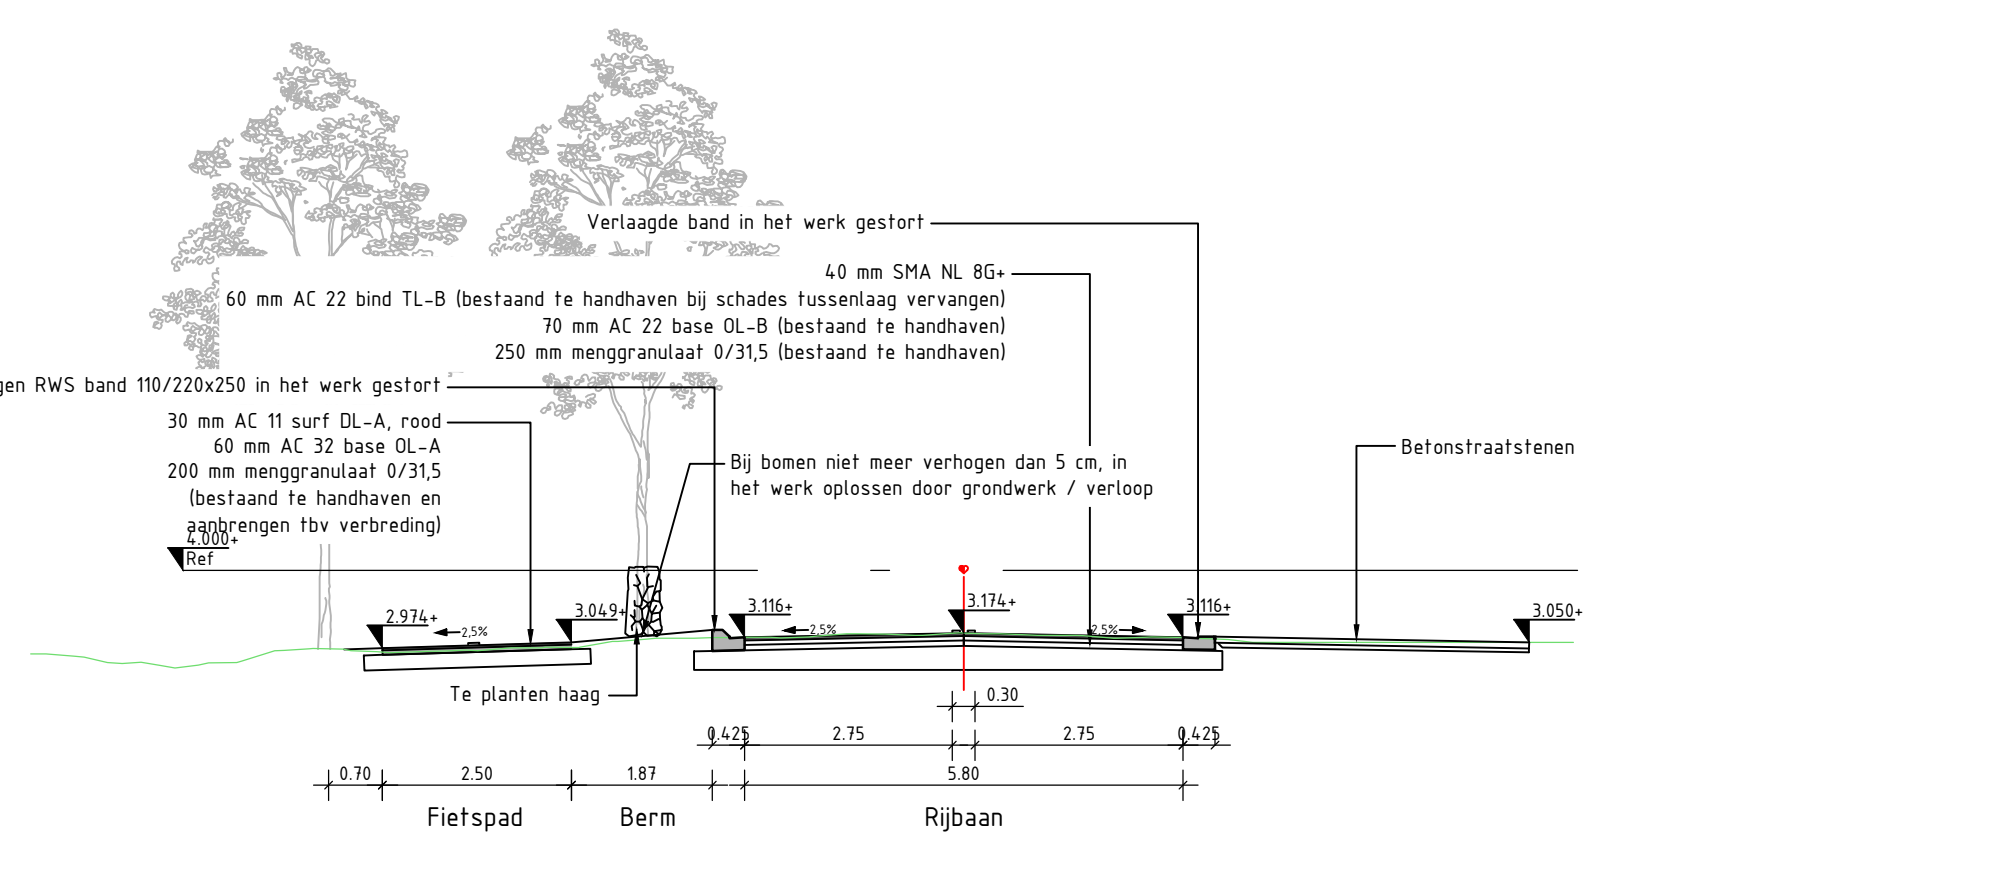 Verlaagde band in het werk gestort
40 mm SMA NL 8G+
60 mm AC 22 bind TL-B (bestaand te handhaven bij schades tussenlaag vervangen)
70 mm AC 22 base OL-B (bestaand te handhaven)
250 mm menggranulaat 0/31,5 (bestaand te handhaven)
gen RWS band 110/220x250 in het werk gestort
30 mm AC 11 surf DL-A, rood
60 mm AC 32 base OL-A
200 mm menggranulaat 0/31,5
(bestaand te handhaven en
aanbrengen tbv verbreding)
Bij bomen niet meer verhogen dan 5 cm, in
het werk oplossen door grondwerk / verloop
Betonstraatstenen
4.000+
Ref
2.974+
2,5%
3.049+
3.116+
2,5%
3.174+
2,5%
3.116+
3.050+
Te planten haag
0.30
0.425
2.75
2.75
0.425
0.70
2.50
1.87
5.80
Fietspad
Berm
Rijbaan